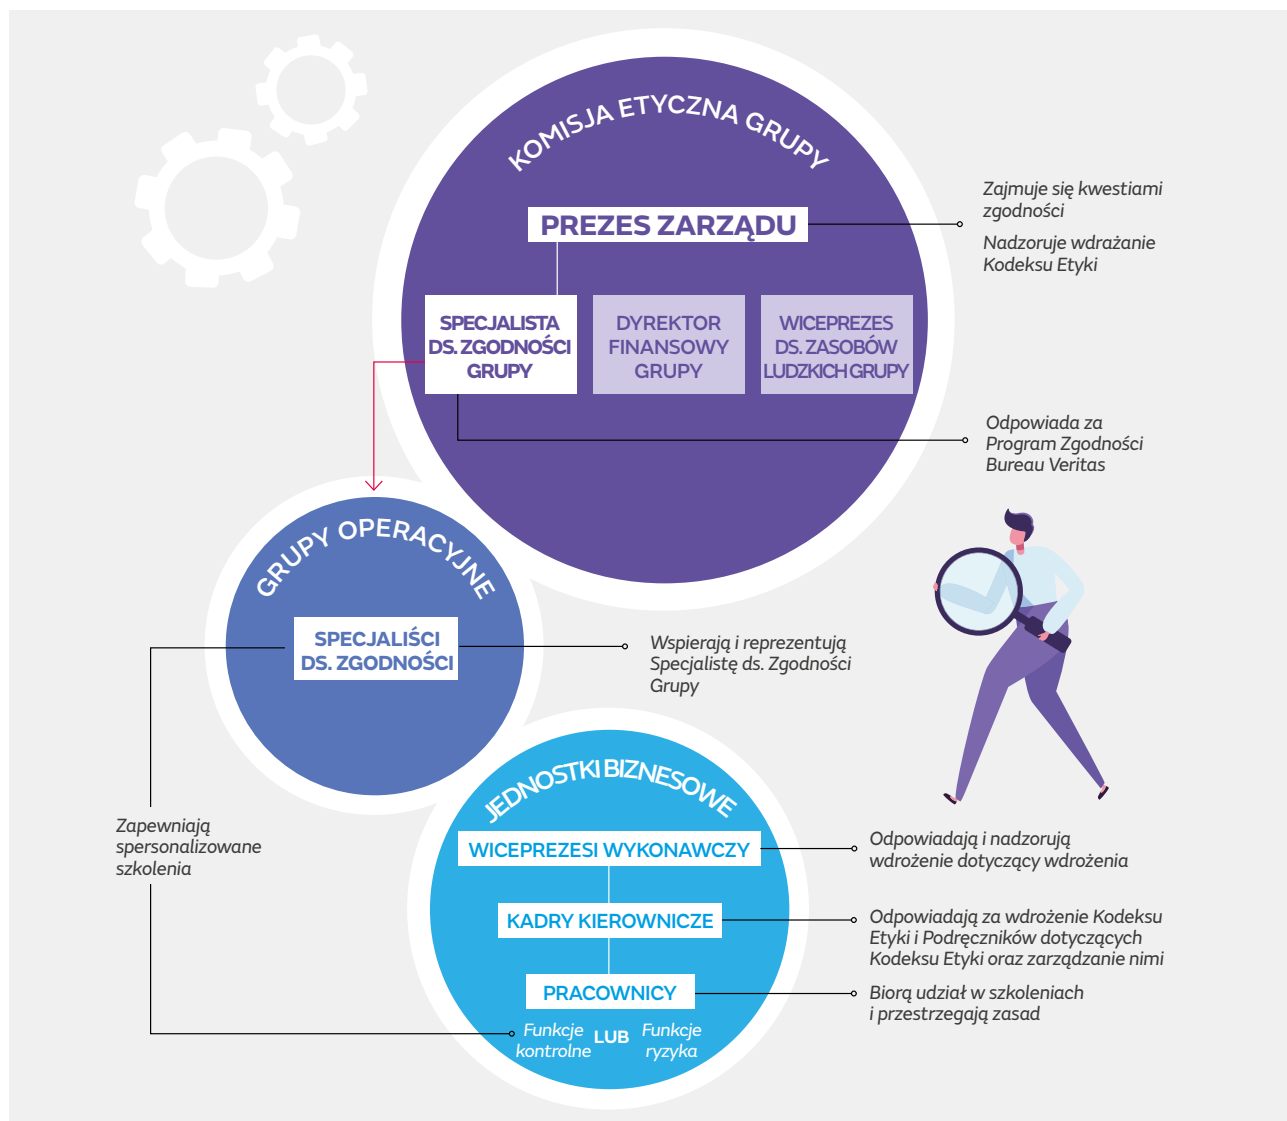 KOMISJA ETYCZNA GRUPY
PREZES ZARZĄDU
Zajmuje się kwestiami
zgodności
Nadzoruje wdrażanie
Kodeksu Etyki
SPECJALISTA
DS. ZGODNOŚCI
GRUPY
DYREKTOR
FINANSOWY
GRUPY
WICEPREZES
DS. ZASOBÓW
LUDZKICH GRUPY
Odpowiada za
Program Zgodności
Bureau Veritas
GRUPY OPERACYJNE
SPECJALIŚCI
DS. ZGODNOŚCI
Wspierają i reprezentują
Specjalistę ds. Zgodności
Grupy
Zapewniają
spersonalizowane
szkolenia
JEDNOSTKI BIZNESOWE
WICEPREZESI WYKONAWCZY
Odpowiadają i nadzorują
wdrożenie dotyczący wdrożenia
KADRY KIEROWNICZE
Odpowiadają za wdrożenie Kodeksu
Etyki i Podręczników dotyczących
Kodeksu Etyki oraz zarządzanie nimi
PRACOWNICY
Biorą udział w szkoleniach
i przestrzegają zasad
Funkcje
kontrolne
LUB
Funkcje
ryzyka